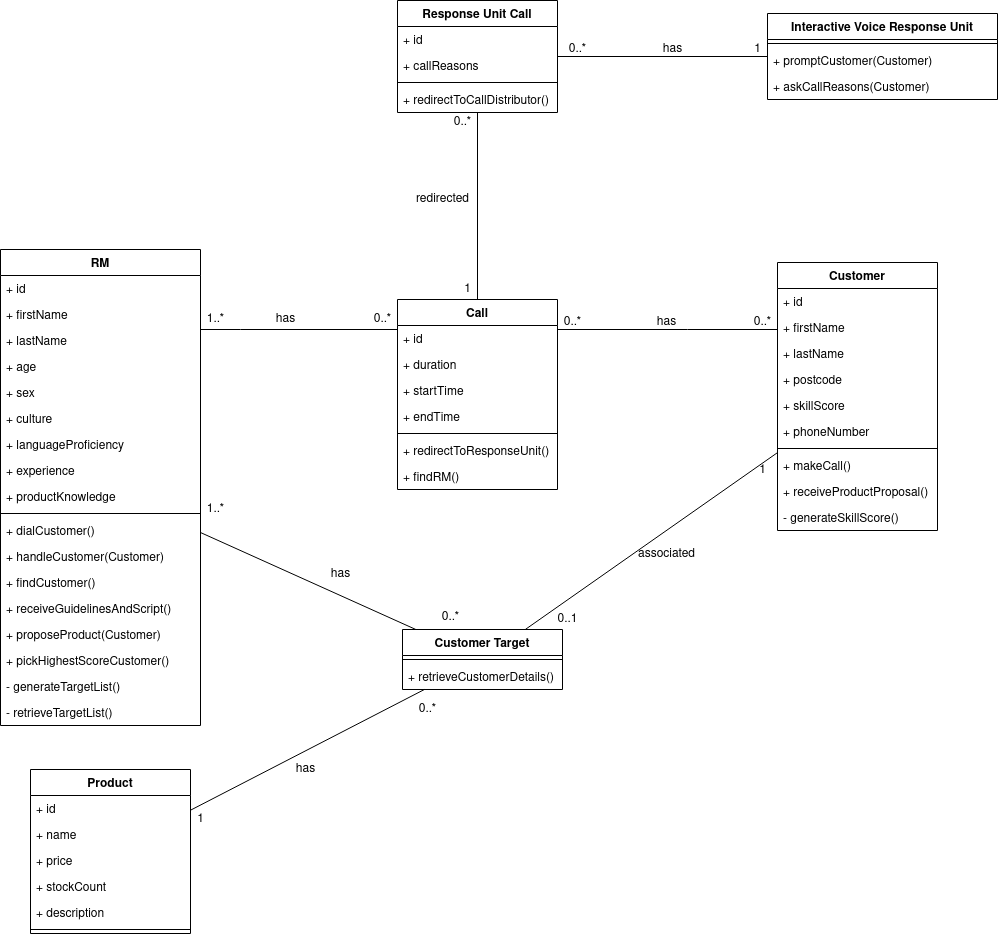 Response Unit Call
+ id
+ callReasons
+ redirectToCallDistributor()
0..*
has
1
Interactive Voice Response Unit
+ promptCustomer(Customer)
+ askCallReasons(Customer)
0..*
redirected
1
RM
+ id
+ firstName
+ lastName
+ age
+ sex
+ culture
+ languageProficiency
+ experience
+ productKnowledge
+ dialCustomer()
+ handleCustomer(Customer)
+ findCustomer()
+ receiveGuidelinesAndScript()
+ proposeProduct(Customer)
+ pickHighestScoreCustomer()
- generateTargetList()
- retrieveTargetList()
1..*
has
0..*
Call
+ id
+ duration
+ startTime
+ endTime
+ redirectToResponseUnit()
+ findRM()
0..*
has
0..*
Customer
+ id
+ firstName
+ lastName
+ postcode
+ skillScore
+ phoneNumber
+ makeCall()
+ receiveProductProposal()
- generateSkillScore()
1
associated
0..1
1..*
has
0..*
Customer Target
+ retrieveCustomerDetails()
0..*
has
1
Product
+ id
+ name
+ price
+ stockCount
+ description